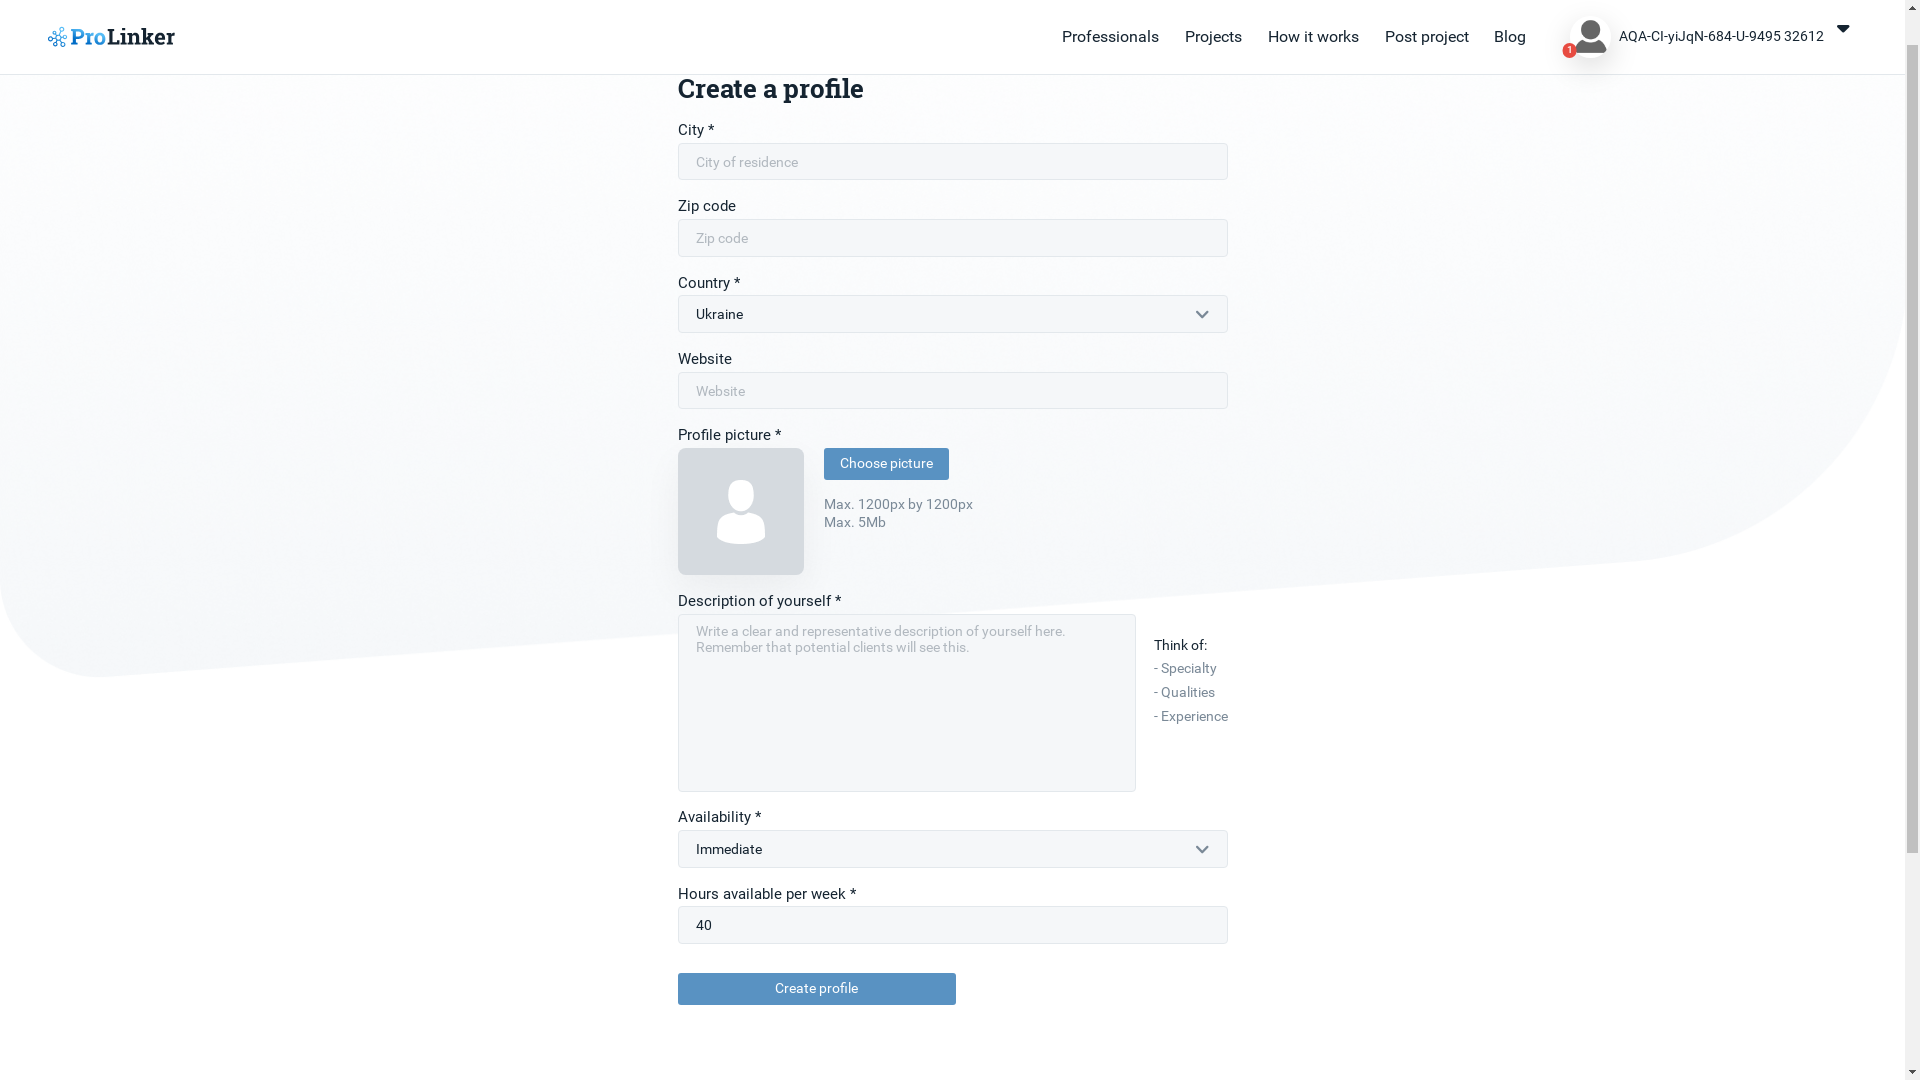 ProLinker
Professionals
Projects
How it works
Post project
Blog
1
AQA-CI-yiJqN-684-U-9495 32612
Create a profile
City *
City of residence
Zip code
Zip code
Country *
Ukraine
Website
Website
Profile picture *
Choose picture
Max. 1200px by 1200px
Max. 5Mb
Description of yourself *
Write a clear and representative description of yourself here.
Remember that potential clients will see this.
Think of:
- Specialty
- Qualities
- Experience
Availability *
Immediate
Hours available per week *
40
Create profile